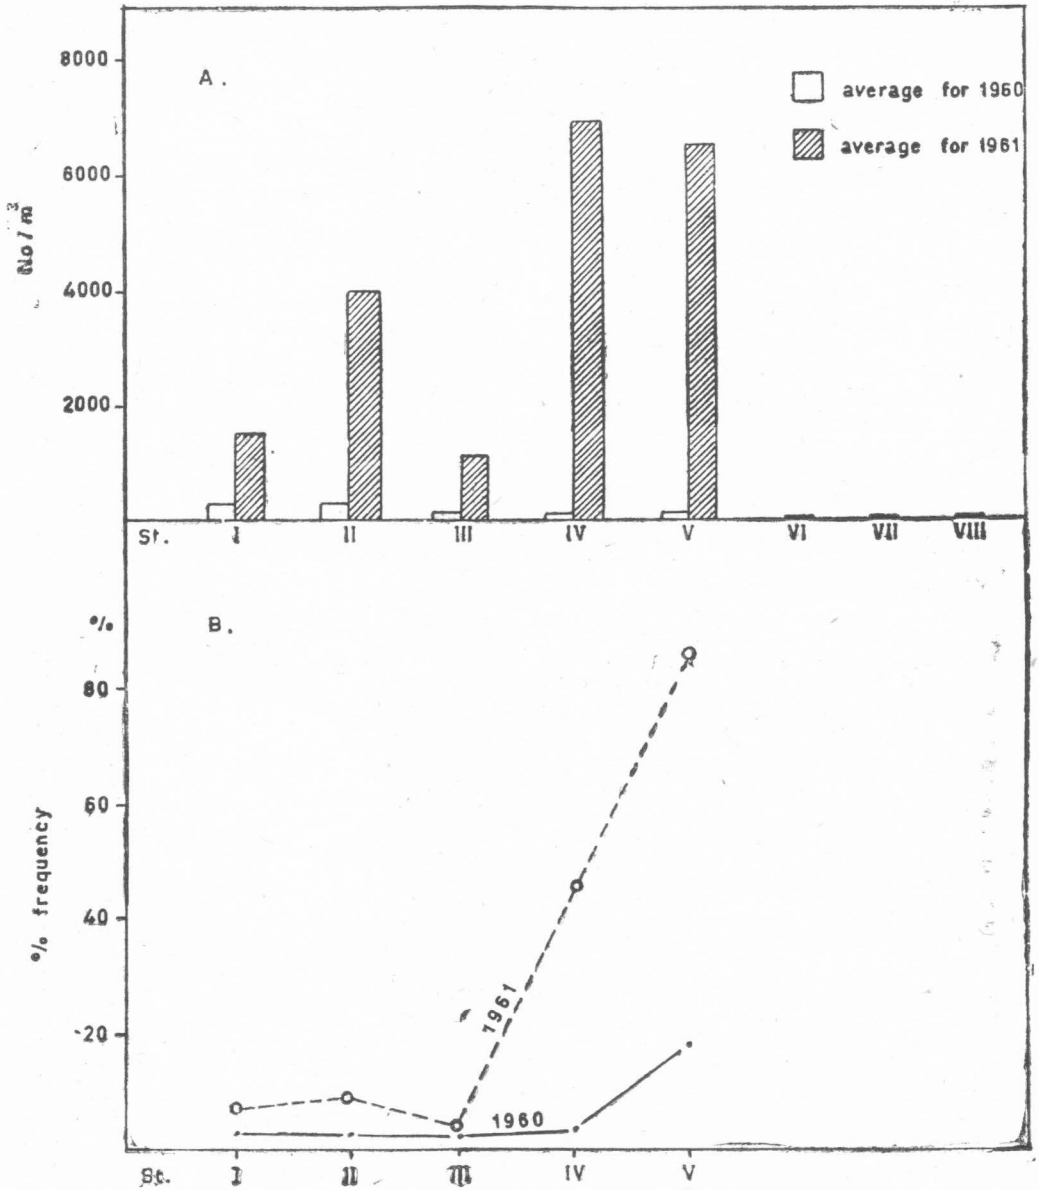 8000
A.
average for 1960
average for 1961
6000
No / m³
4000
2000
St. I II III IV V VI VII VIII
%
B.
80
60
% frequency
40
1961
20
1960
St. I II III IV V